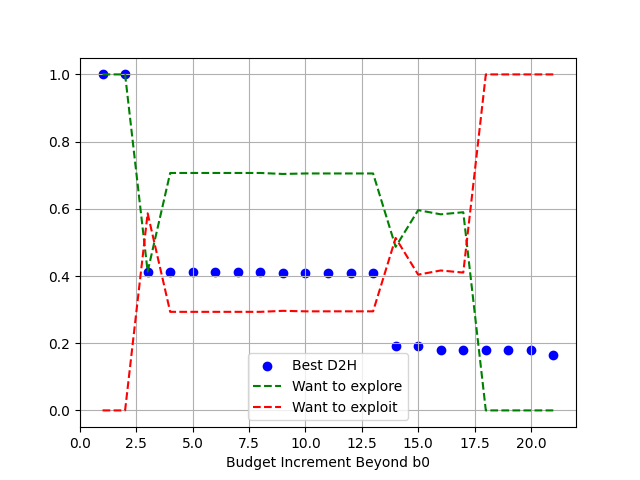 1.0
0.8
0.6
0.4
0.2
0.0
Best D2H
Want to explore
Want to exploit
0.0 2.5 5.0 7.5 10.0 12.5 15.0 17.5 20.0
Budget Increment Beyond b0